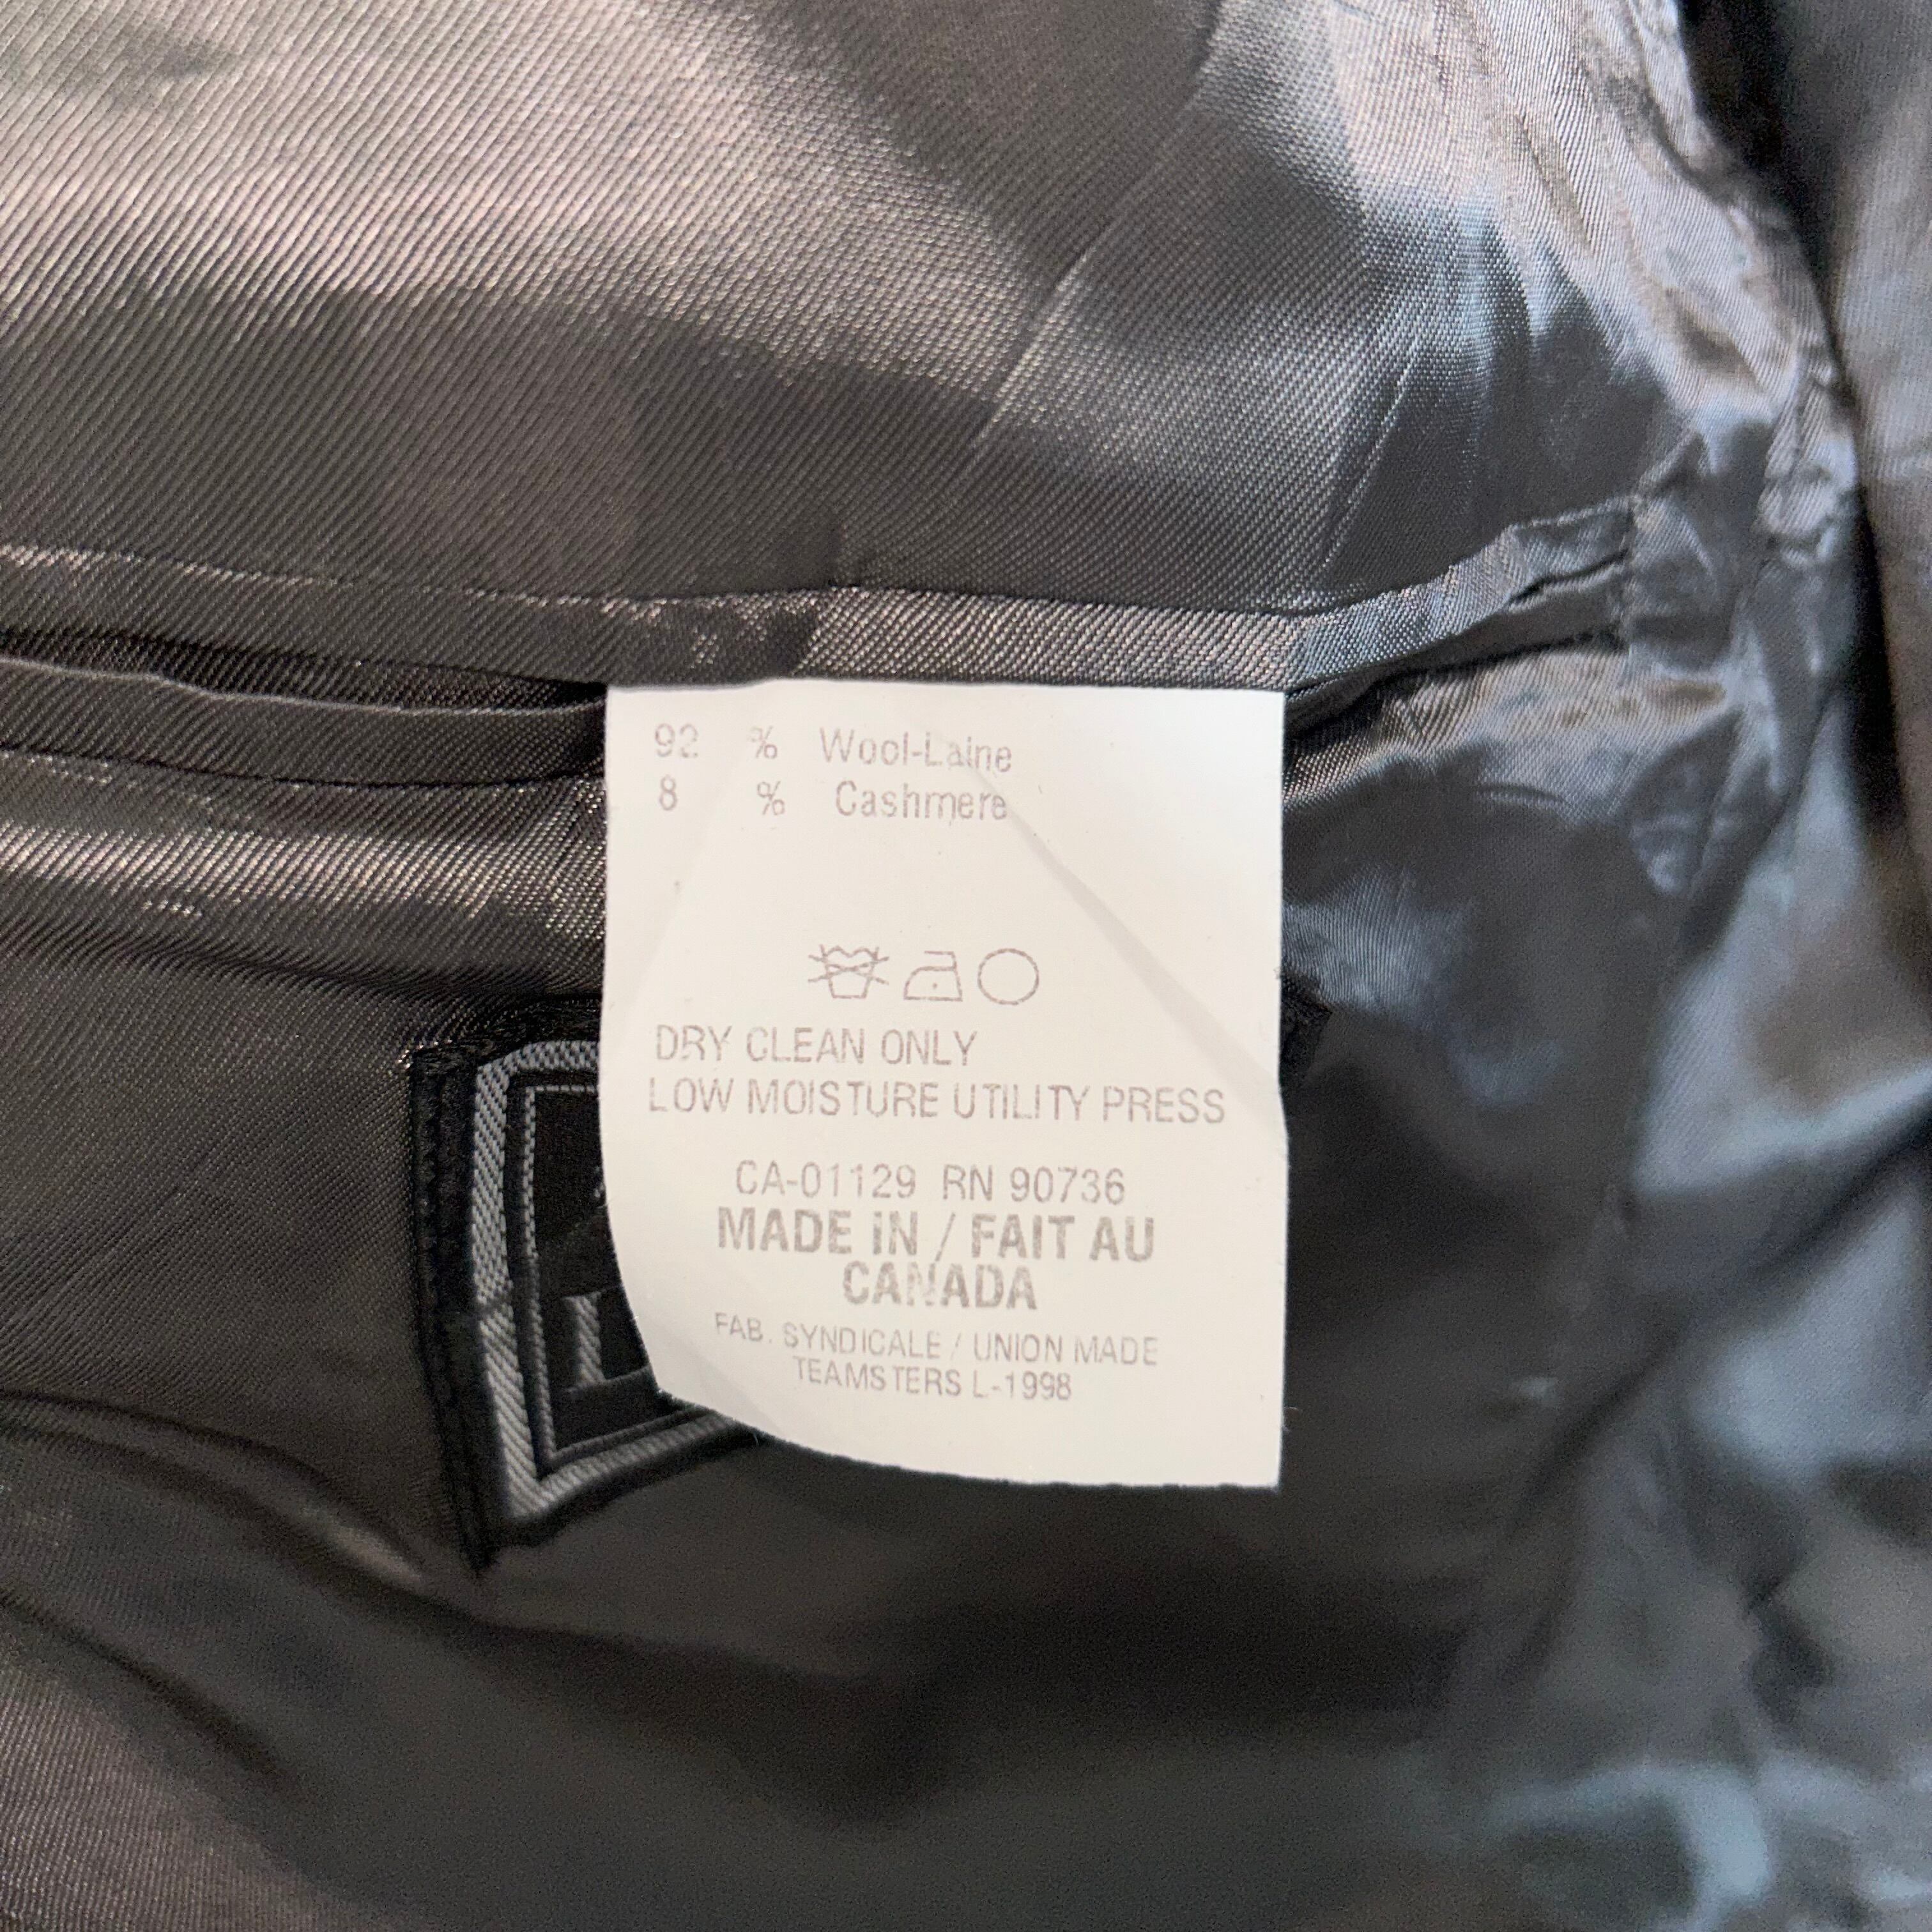 92 % Wool-Laine
8 % Cashmere
DRY CLEAN ONLY
LOW MOISTURE UTILITY PRESS
CA-01129 RN 90736
MADE IN / FAIT AU
CANADA
FAB. SYNDICALE / UNION MADE
TEAMSTERS L-1998